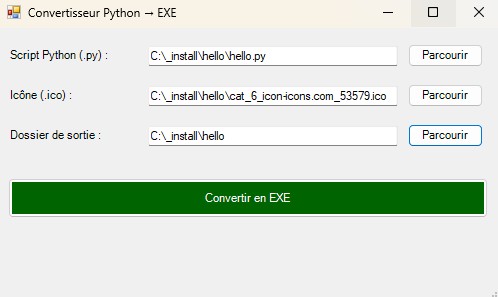 Convertisseur Python → EXE
Script Python (.py) : C:\_install\hello\hello.py Parcourir
Icône (.ico) : C:\_install\hello\cat_6_icon-icons.com_53579.ico Parcourir
Dossier de sortie : C:\_install\hello Parcourir
Convertir en EXE